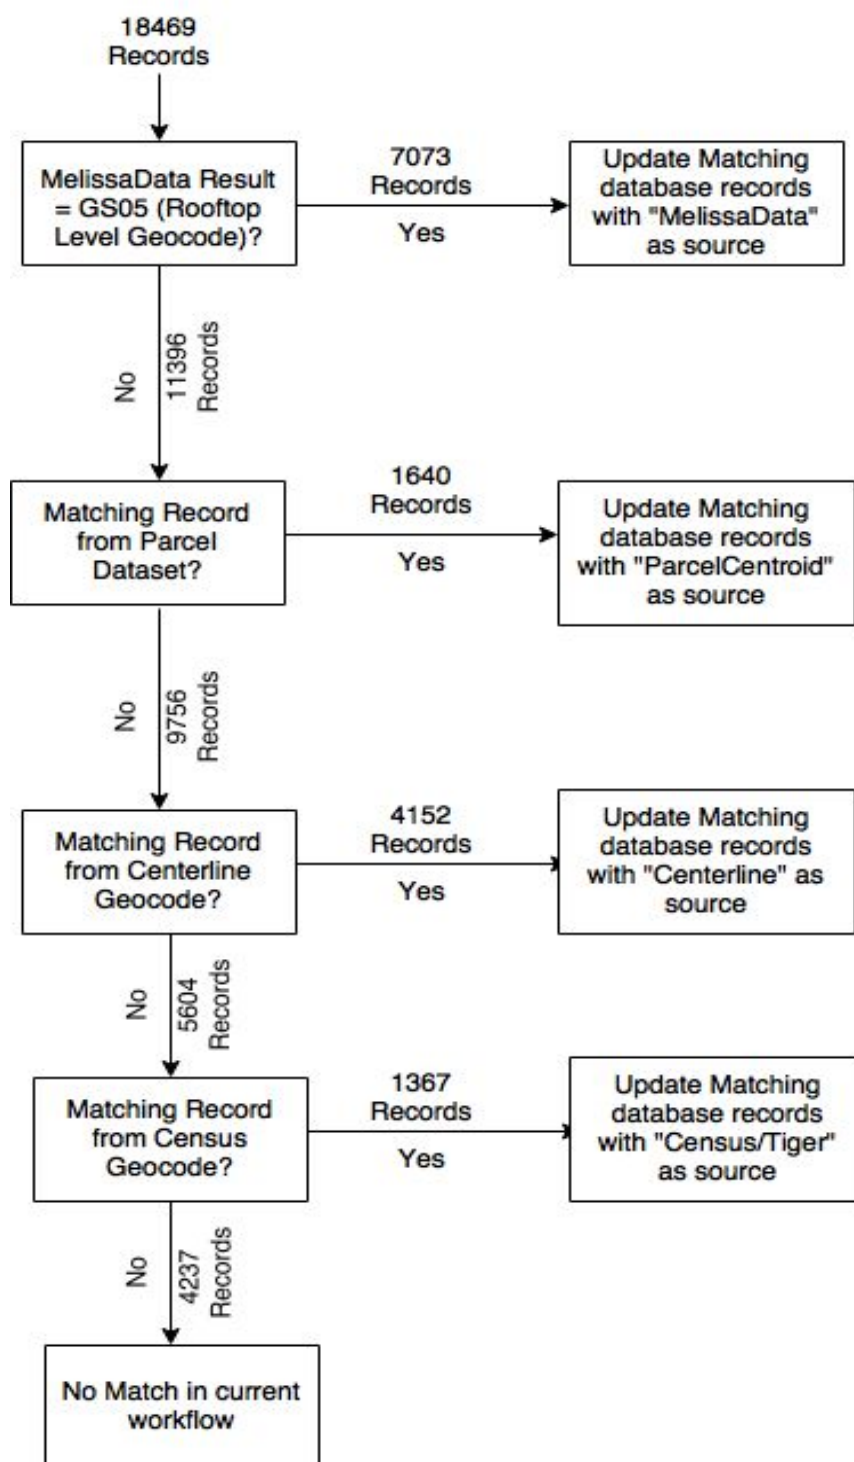 18469
Records
MelissaData Result
= GS05 (Rooftop
Level Geocode)?
7073
Records
Yes
Update Matching
database records
with "MelissaData"
as source
No
11396
Records
Matching Record
from Parcel
Dataset?
1640
Records
Yes
Update Matching
database records
with "ParcelCentroid"
as source
No
9756
Records
Matching Record
from Centerline
Geocode?
4152
Records
Yes
Update Matching
database records
with "Centerline" as
source
No
5604
Records
Matching Record
from Census
Geocode?
1367
Records
Yes
Update Matching
database records
with "Census/Tiger"
as source
No
4237
Records
No Match in current
workflow